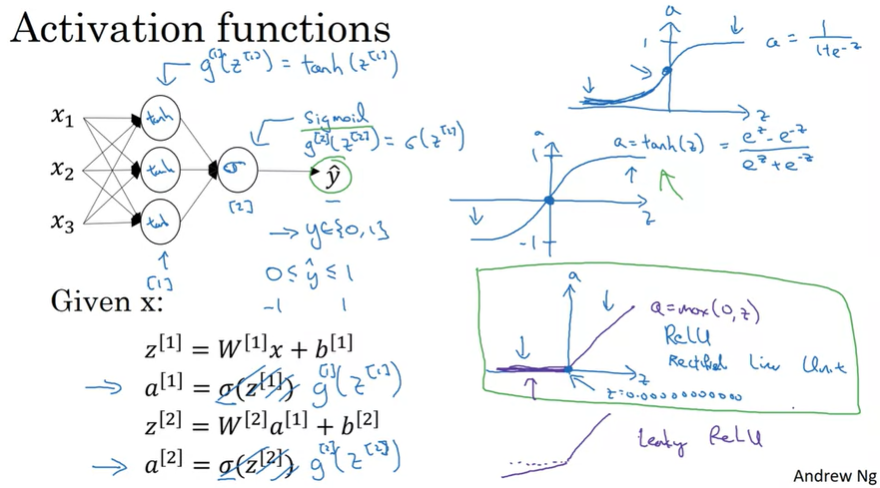 Activation functions
g^[1](z^[1]) = tanh(z^[1])
x₁
x₂
x₃
tanh
tanh
tanh
[1]
σ
[2]
Sigmoid
g^[2](z^[2]) = σ(z^[2])
ŷ
→ y∈{0,1}
0 ≤ ŷ ≤ 1
-1 1
Given x:
z^[1] = W^[1]x + b^[1]
→ a^[1] = σ(z^[1]) g^[1](z^[1])
z^[2] = W^[2]a^[1] + b^[2]
→ a^[2] = σ(z^[2]) g^[2](z^[2])
a
1
z
a = 1/(1+e^-z)
a
1
-1
z
a = tanh(z) = (e^z - e^-z)/(e^z + e^-z)
a
z
a = max(0, z)
ReLU
Rectified Linear Unit
z=0.00000000000
Leaky ReLU
Andrew Ng